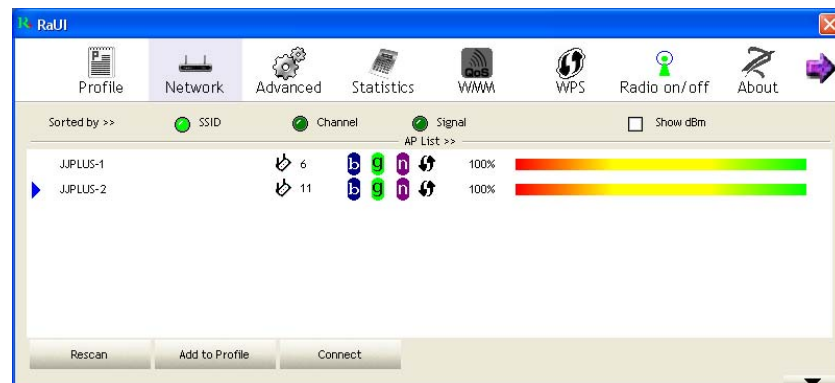 RaUI
Profile Network Advanced Statistics QoS WMM WPS Radio on/off About
Sorted by >> SSID Channel Signal Show dBm
AP List >>
JJPLUS-1 6 b g n 100%
JJPLUS-2 11 b g n 100%
Rescan Add to Profile Connect